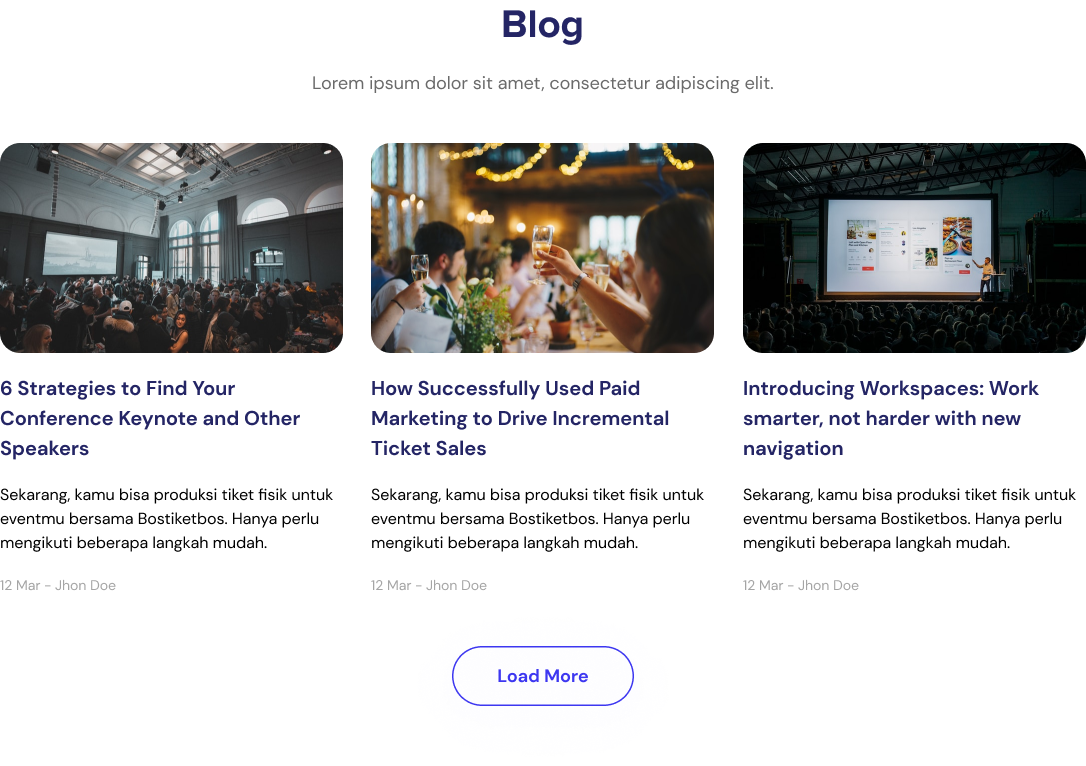 Blog
Lorem ipsum dolor sit amet, consectetur adipiscing elit.
6 Strategies to Find Your
Conference Keynote and Other
Speakers
Sekarang, kamu bisa produksi tiket fisik untuk
eventmu bersama Bostiketbos. Hanya perlu
mengikuti beberapa langkah mudah.
12 Mar - Jhon Doe
How Successfully Used Paid
Marketing to Drive Incremental
Ticket Sales
Sekarang, kamu bisa produksi tiket fisik untuk
eventmu bersama Bostiketbos. Hanya perlu
mengikuti beberapa langkah mudah.
12 Mar - Jhon Doe
Introducing Workspaces: Work
smarter, not harder with new
navigation
Sekarang, kamu bisa produksi tiket fisik untuk
eventmu bersama Bostiketbos. Hanya perlu
mengikuti beberapa langkah mudah.
12 Mar - Jhon Doe
Load More